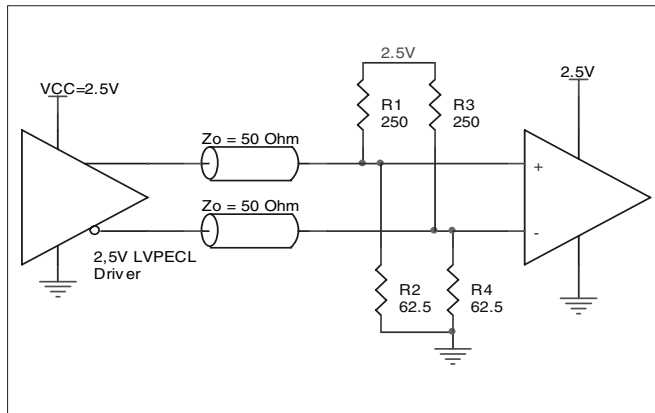 2.5V
VCC=2.5V
2.5V
R1
250
R3
250
Zo = 50 Ohm
+
Zo = 50 Ohm
-
2,5V LVPECL
Driver
R2
62.5
R4
62.5